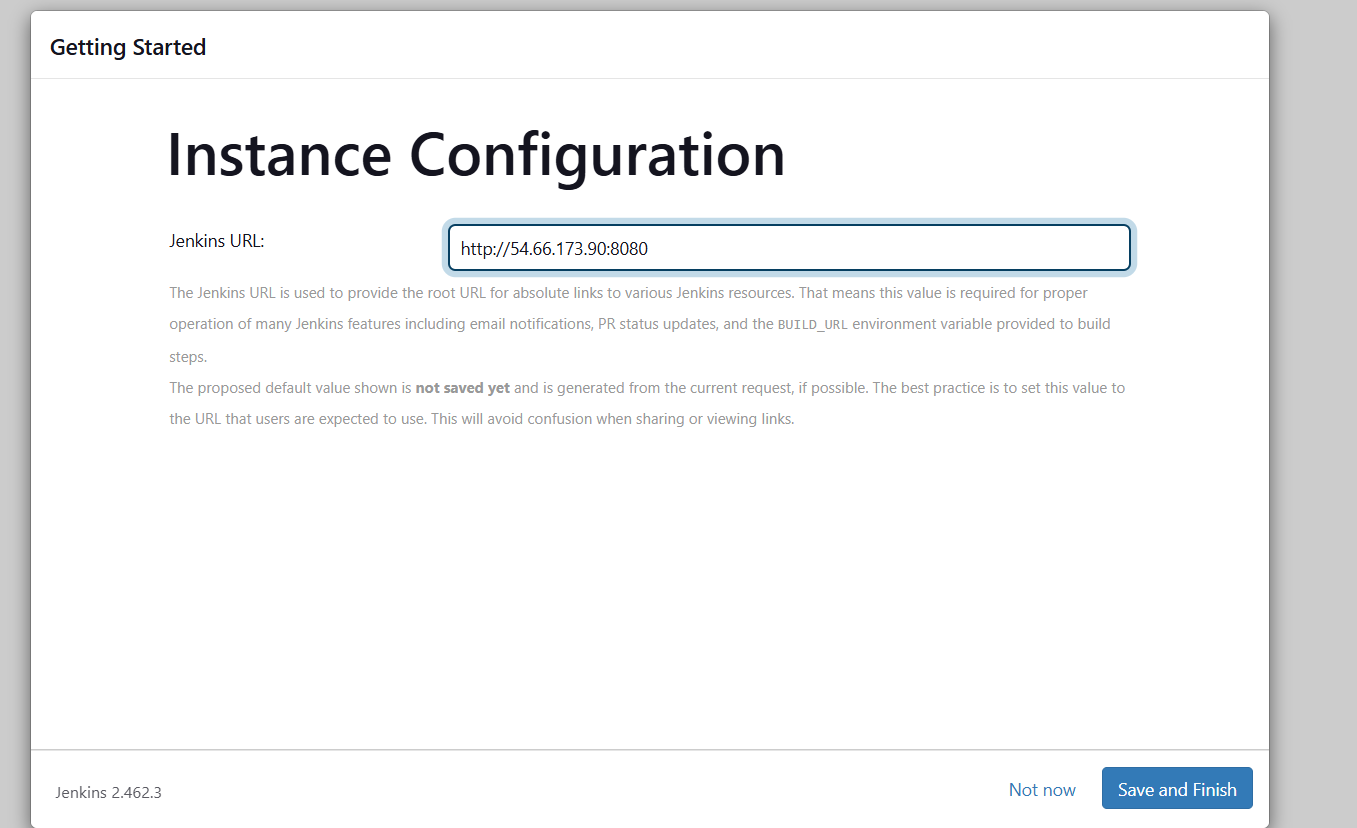 Getting Started
Instance Configuration
Jenkins URL:
http://54.66.173.90:8080
The Jenkins URL is used to provide the root URL for absolute links to various Jenkins resources. That means this value is required for proper
operation of many Jenkins features including email notifications, PR status updates, and the BUILD_URL environment variable provided to build
steps.
The proposed default value shown is not saved yet and is generated from the current request, if possible. The best practice is to set this value to
the URL that users are expected to use. This will avoid confusion when sharing or viewing links.
Jenkins 2.462.3
Not now
Save and Finish